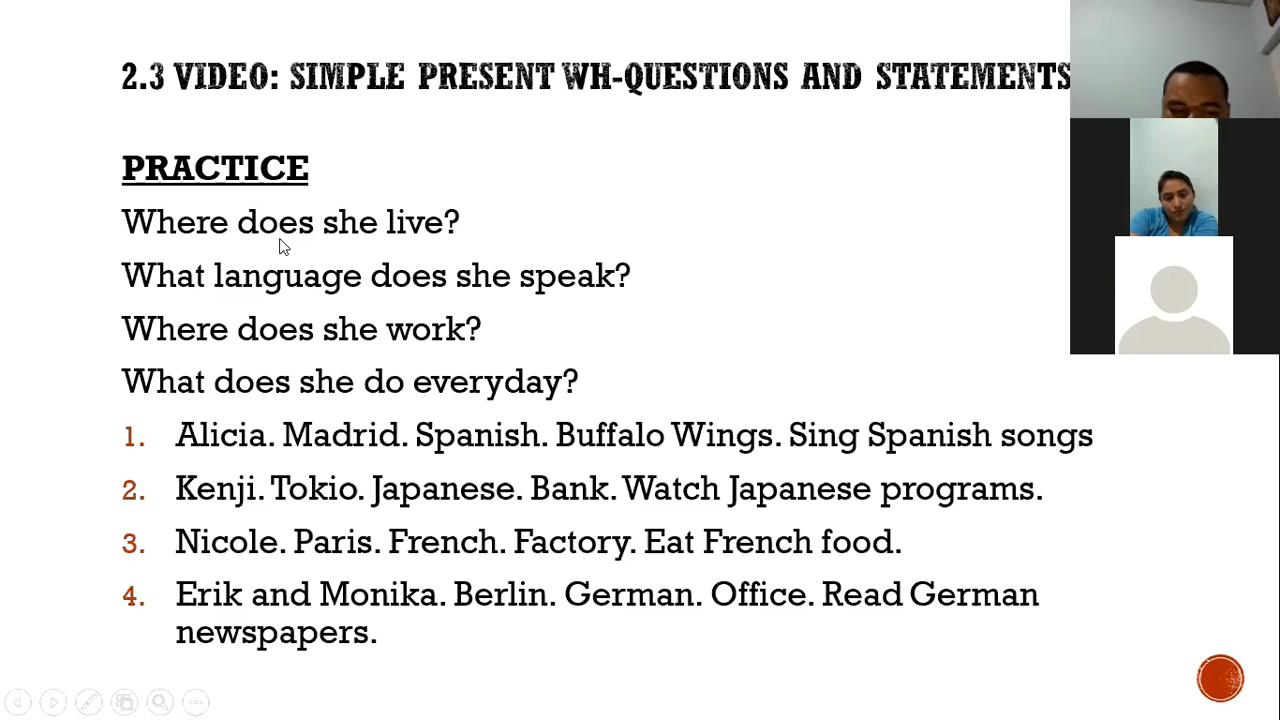 2.3 VIDEO: SIMPLE PRESENT WH-QUESTIONS AND STATEMENTS
PRACTICE
Where does she live?
What language does she speak?
Where does she work?
What does she do everyday?
1. Alicia. Madrid. Spanish. Buffalo Wings. Sing Spanish songs
2. Kenji. Tokio. Japanese. Bank. Watch Japanese programs.
3. Nicole. Paris. French. Factory. Eat French food.
4. Erik and Monika. Berlin. German. Office. Read German
newspapers.